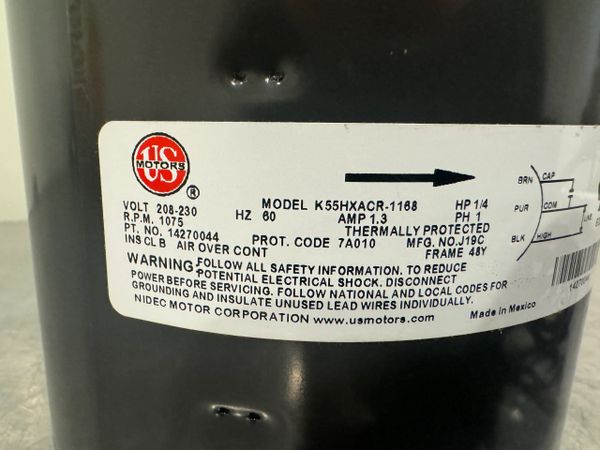 US
MOTORS
®
MODEL K55HXACR-1168 HP 1/4
VOLT 208-230 HZ 60 AMP 1.3 PH 1
R.P.M. 1075 THERMALLY PROTECTED
PT. NO. 14270044 PROT. CODE 7A010 MFG. NO.J19C
INS CL B AIR OVER CONT FRAME 48Y
WARNING FOLLOW ALL SAFETY INFORMATION. TO REDUCE
POTENTIAL ELECTRICAL SHOCK. DISCONNECT
POWER BEFORE SERVICING. FOLLOW NATIONAL AND LOCAL CODES FOR
GROUNDING AND INSULATE UNUSED LEAD WIRES INDIVIDUALLY.
NIDEC MOTOR CORPORATION www.usmotors.com Made in Mexico
BRN CAP
PUR COM
LINE
BLK HIGH